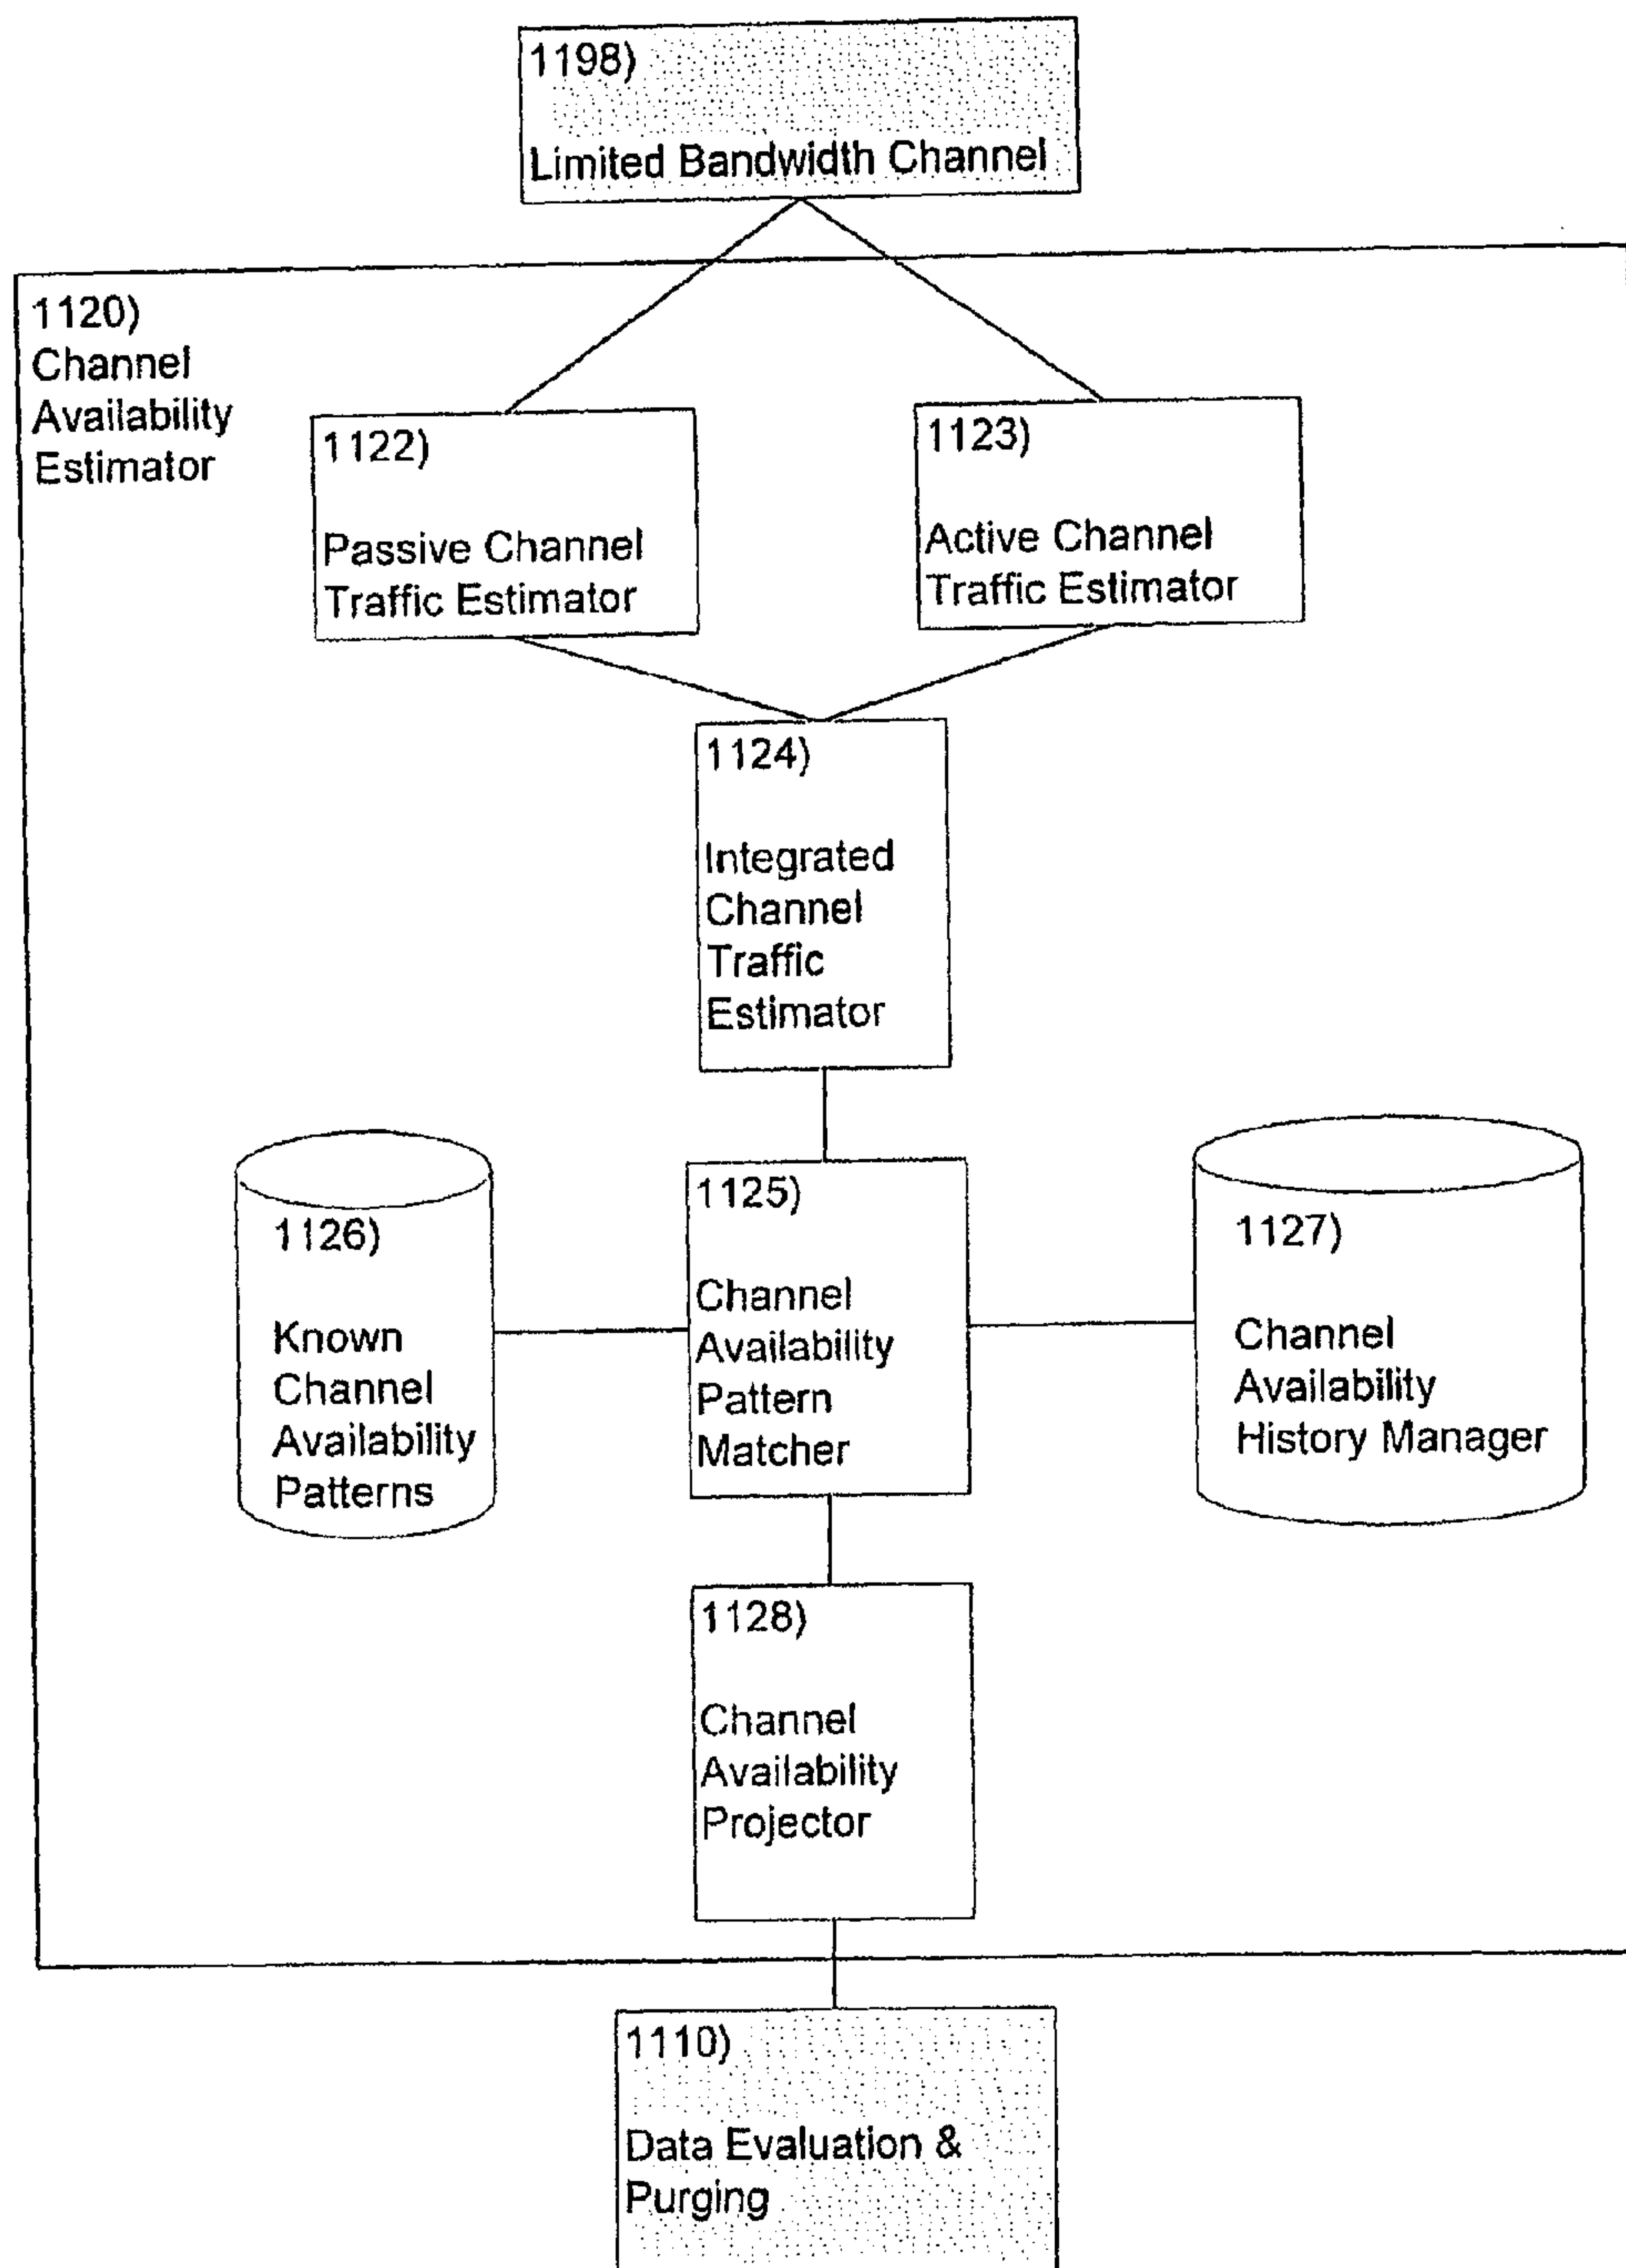 1198)
Limited Bandwidth Channel
1120)
Channel
Availability
Estimator
1122)
Passive Channel
Traffic Estimator
1123)
Active Channel
Traffic Estimator
1124)
Integrated
Channel
Traffic
Estimator
1126)
Known
Channel
Availability
Patterns
1125)
Channel
Availability
Pattern
Matcher
1127)
Channel
Availability
History Manager
1128)
Channel
Availability
Projector
1110)
Data Evaluation &
Purging